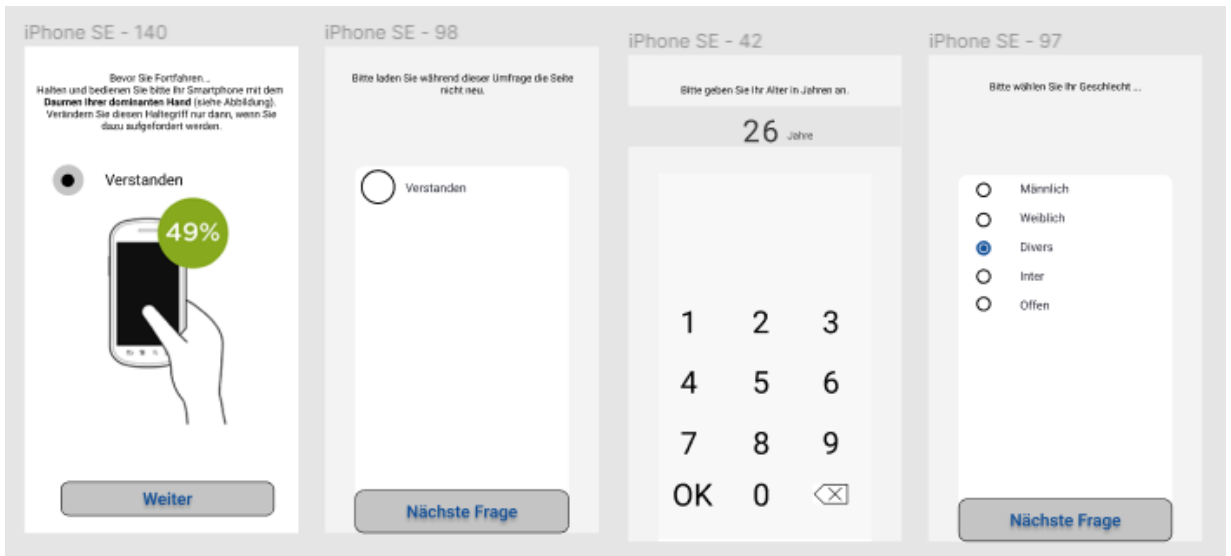 iPhone SE - 140
Bevor Sie Fortfahren...
Halten und bedienen Sie bitte Ihr Smartphone mit dem
Daumen Ihrer dominanten Hand (siehe Abbildung).
Verändern Sie diesen Haltegriff nur dann, wenn Sie
dazu aufgefordert werden.
Verstanden
49%
Weiter
iPhone SE - 98
Bitte laden Sie während dieser Umfrage die Seite
nicht neu.
Verstanden
Nächste Frage
iPhone SE - 42
Bitte geben Sie Ihr Alter in Jahren an.
26 Jahre
1 2 3
4 5 6
7 8 9
OK 0
iPhone SE - 97
Bitte wählen Sie Ihr Geschlecht ...
Männlich
Weiblich
Divers
Inter
Offen
Nächste Frage